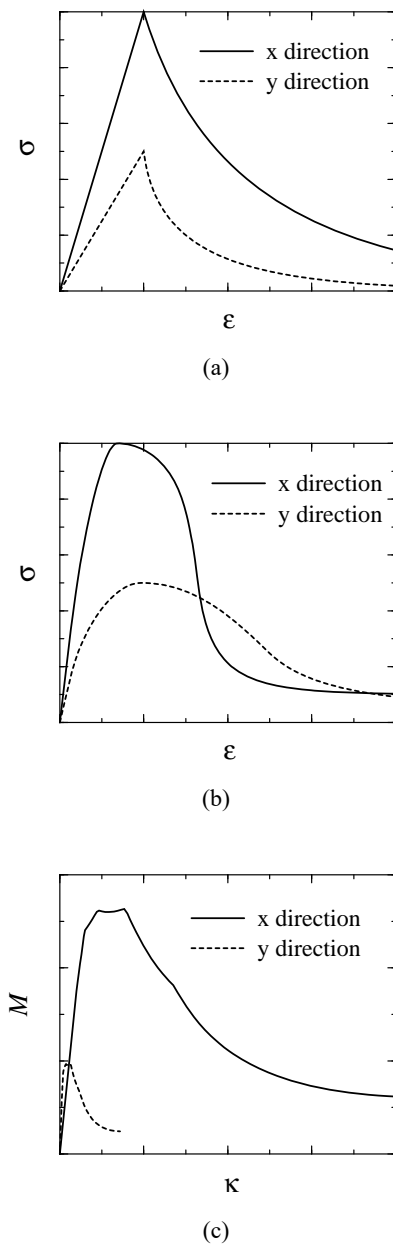 x direction
y direction
σ
ε
(a)
x direction
y direction
σ
ε
(b)
x direction
y direction
M
κ
(c)